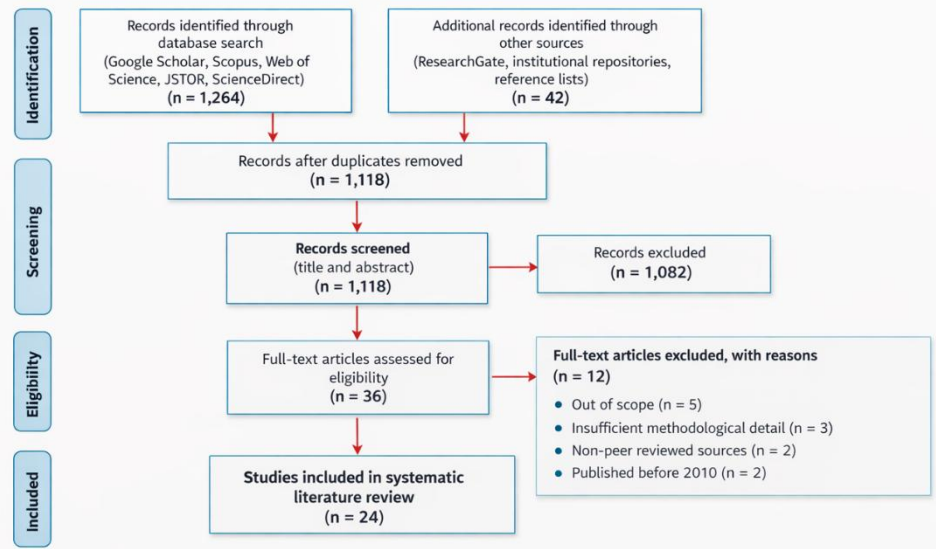 Identification
Records identified through
database search
(Google Scholar, Scopus, Web of
Science, JSTOR, ScienceDirect)
(n = 1,264)
Additional records identified through
other sources
(ResearchGate, institutional repositories,
reference lists)
(n = 42)
Screening
Records after duplicates removed
(n = 1,118)
Records screened
(title and abstract)
(n = 1,118)
Records excluded
(n = 1,082)
Eligibility
Full-text articles assessed for
eligibility
(n = 36)
Full-text articles excluded, with reasons
(n = 12)
• Out of scope (n = 5)
• Insufficient methodological detail (n = 3)
• Non-peer reviewed sources (n = 2)
• Published before 2010 (n = 2)
Included
Studies included in systematic
literature review
(n = 24)